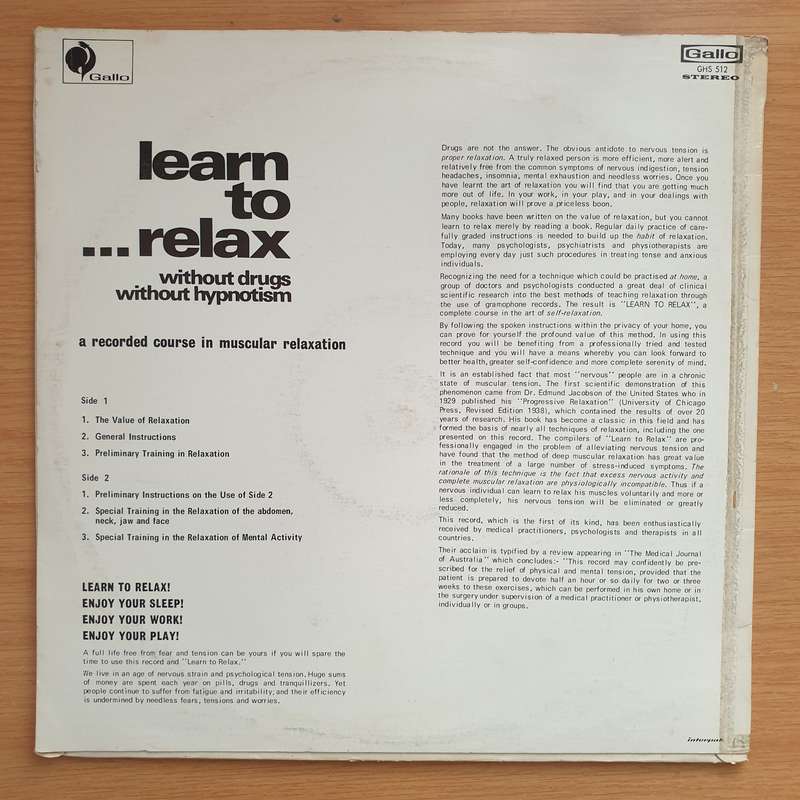 Gallo
Gallo
GHS 512
STEREO
learn
to
...relax
without drugs
without hypnotism
a recorded course in muscular relaxation
Side 1
1. The Value of Relaxation
2. General Instructions
3. Preliminary Training in Relaxation
Side 2
1. Preliminary Instructions on the Use of Side 2
2. Special Training in the Relaxation of the abdomen,
neck, jaw and face
3. Special Training in the Relaxation of Mental Activity
LEARN TO RELAX!
ENJOY YOUR SLEEP!
ENJOY YOUR WORK!
ENJOY YOUR PLAY!
A full life free from fear and tension can be yours if you will spare the
time to use this record and "Learn to Relax."
We live in an age of nervous strain and psychological tension. Huge sums
of money are spent each year on pills, drugs and tranquillizers. Yet
people continue to suffer from fatigue and irritability; and their efficiency
is undermined by needless fears, tensions and worries.
Drugs are not the answer. The obvious antidote to nervous tension is
proper relaxation. A truly relaxed person is more efficient, more alert and
relatively free from the common symptoms of nervous indigestion, tension
headaches, insomnia, mental exhaustion and needless worries. Once you
have learnt the art of relaxation you will find that you are getting much
more out of life. In your work, in your play, and in your dealings with
people, relaxation will prove a priceless boon.
Many books have been written on the value of relaxation, but you cannot
learn to relax merely by reading a book. Regular daily practice of care-
fully graded instructions is needed to build up the habit of relaxation.
Today, many psychologists, psychiatrists and physiotherapists are
employing every day just such procedures in treating tense and anxious
individuals.
Recognizing the need for a technique which could be practised at home, a
group of doctors and psychologists conducted a great deal of clinical
scientific research into the best methods of teaching relaxation through
the use of gramophone records. The result is "LEARN TO RELAX", a
complete course in the art of self-relaxation.
By following the spoken instructions within the privacy of your home, you
can prove for yourself the profound value of this method. In using this
record you will be benefiting from a professionally tried and tested
technique and you will have a means whereby you can look forward to
better health, greater self-confidence and more complete serenity of mind.
It is an established fact that most "nervous" people are in a chronic
state of muscular tension. The first scientific demonstration of this
phenomenon came from Dr. Edmund Jacobson of the United States who in
1929 published his "Progressive Relaxation" (University of Chicago
Press, Revised Edition 1938), which contained the results of over 20
years of research. His book has become a classic in this field and has
formed the basis of nearly all techniques of relaxation, including the one
presented on this record. The compilers of "Learn to Relax" are pro-
fessionally engaged in the problem of alleviating nervous tension and
have found that the method of deep muscular relaxation has great value
in the treatment of a large number of stress-induced symptoms. The
rationale of this technique is the fact that excess nervous activity and
complete muscular relaxation are physiologically incompatible. Thus if a
nervous individual can learn to relax his muscles voluntarily and more or
less completely, his nervous tension will be eliminated or greatly
reduced.
This record, which is the first of its kind, has been enthusiastically
received by medical practitioners, psychologists and therapists in all
countries.
Their acclaim is typified by a review appearing in "The Medical Journal
of Australia" which concludes:- "This record may confidently be pre-
scribed for the relief of physical and mental tension, provided that the
patient is prepared to devote half an hour or so daily for two or three
weeks to these exercises, which can be performed in his own home or in
the surgery under supervision of a medical practitioner or physiotherapist,
individually or in groups.